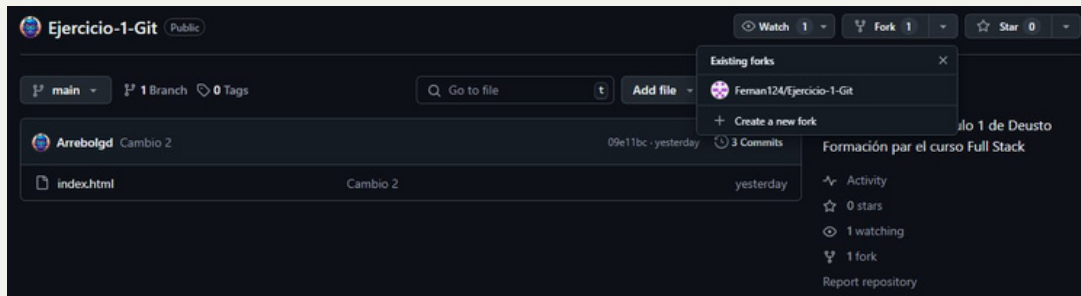 Ejercicio-1-Git Public
Watch 1
Fork 1
Star 0
Existing forks
Feman124/Ejercicio-1-Git
Create a new fork
main
1 Branch
0 Tags
Go to file t
Add file
Arrebolgd Cambio 2
09e11bc · yesterday
3 Commits
index.html
Cambio 2
yesterday
1 de Deusto
Formación par el curso Full Stack
Activity
0 stars
1 watching
1 fork
Report repository